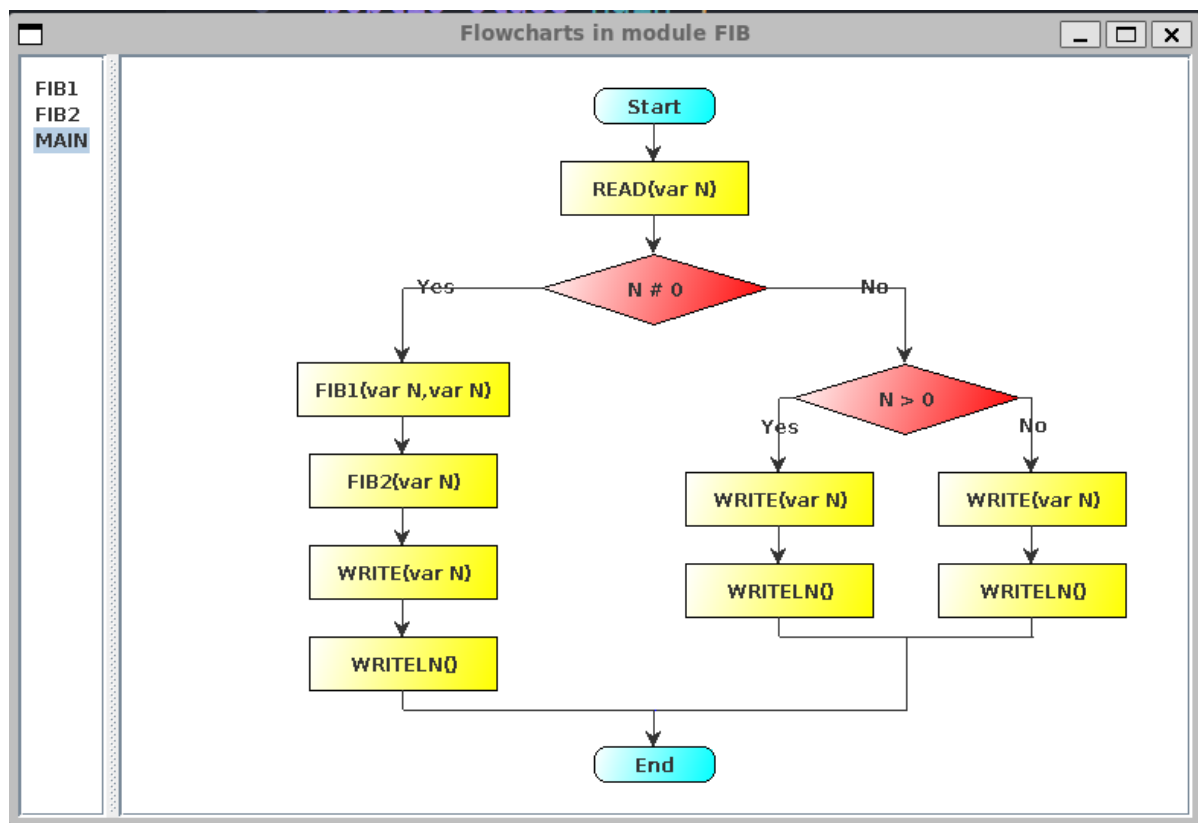 Flowcharts in module FIB
FIB1
FIB2
MAIN
Start
READ(var N)
N # 0
Yes
No
FIB1(var N,var N)
FIB2(var N)
WRITE(var N)
WRITELN()
N > 0
Yes
No
WRITE(var N)
WRITE(var N)
WRITELN()
WRITELN()
End